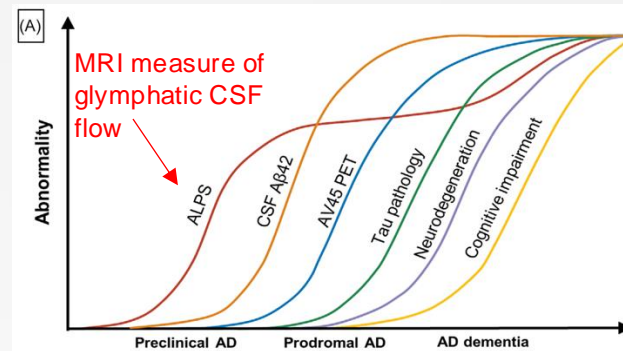 (A)
MRI measure of
glymphatic CSF
flow
Abnormality
ALPS
CSF Aβ42
AV45 PET
Tau pathology
Neurodegeneration
Cognitive impairment
Preclinical AD
Prodromal AD
AD dementia